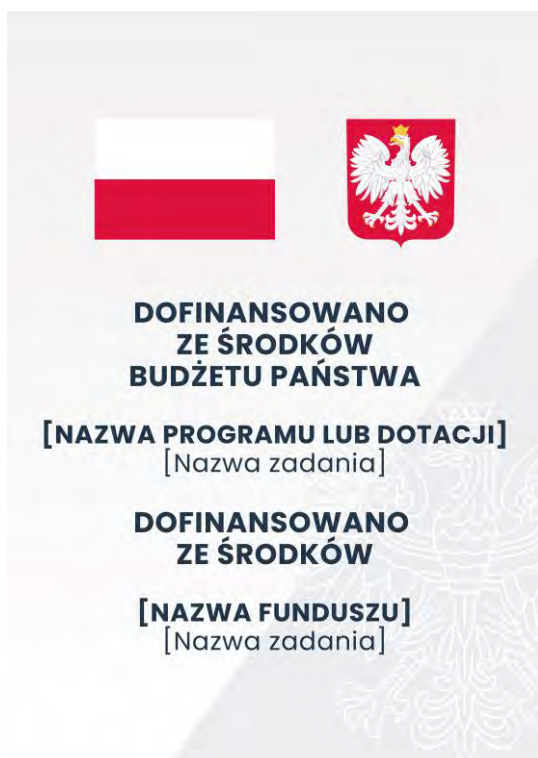 DOFINANSOWANO
ZE ŚRODKÓW
BUDŻETU PAŃSTWA
[NAZWA PROGRAMU LUB DOTACJI]
[Nazwa zadania]
DOFINANSOWANO
ZE ŚRODKÓW
[NAZWA FUNDUSZU]
[Nazwa zadania]